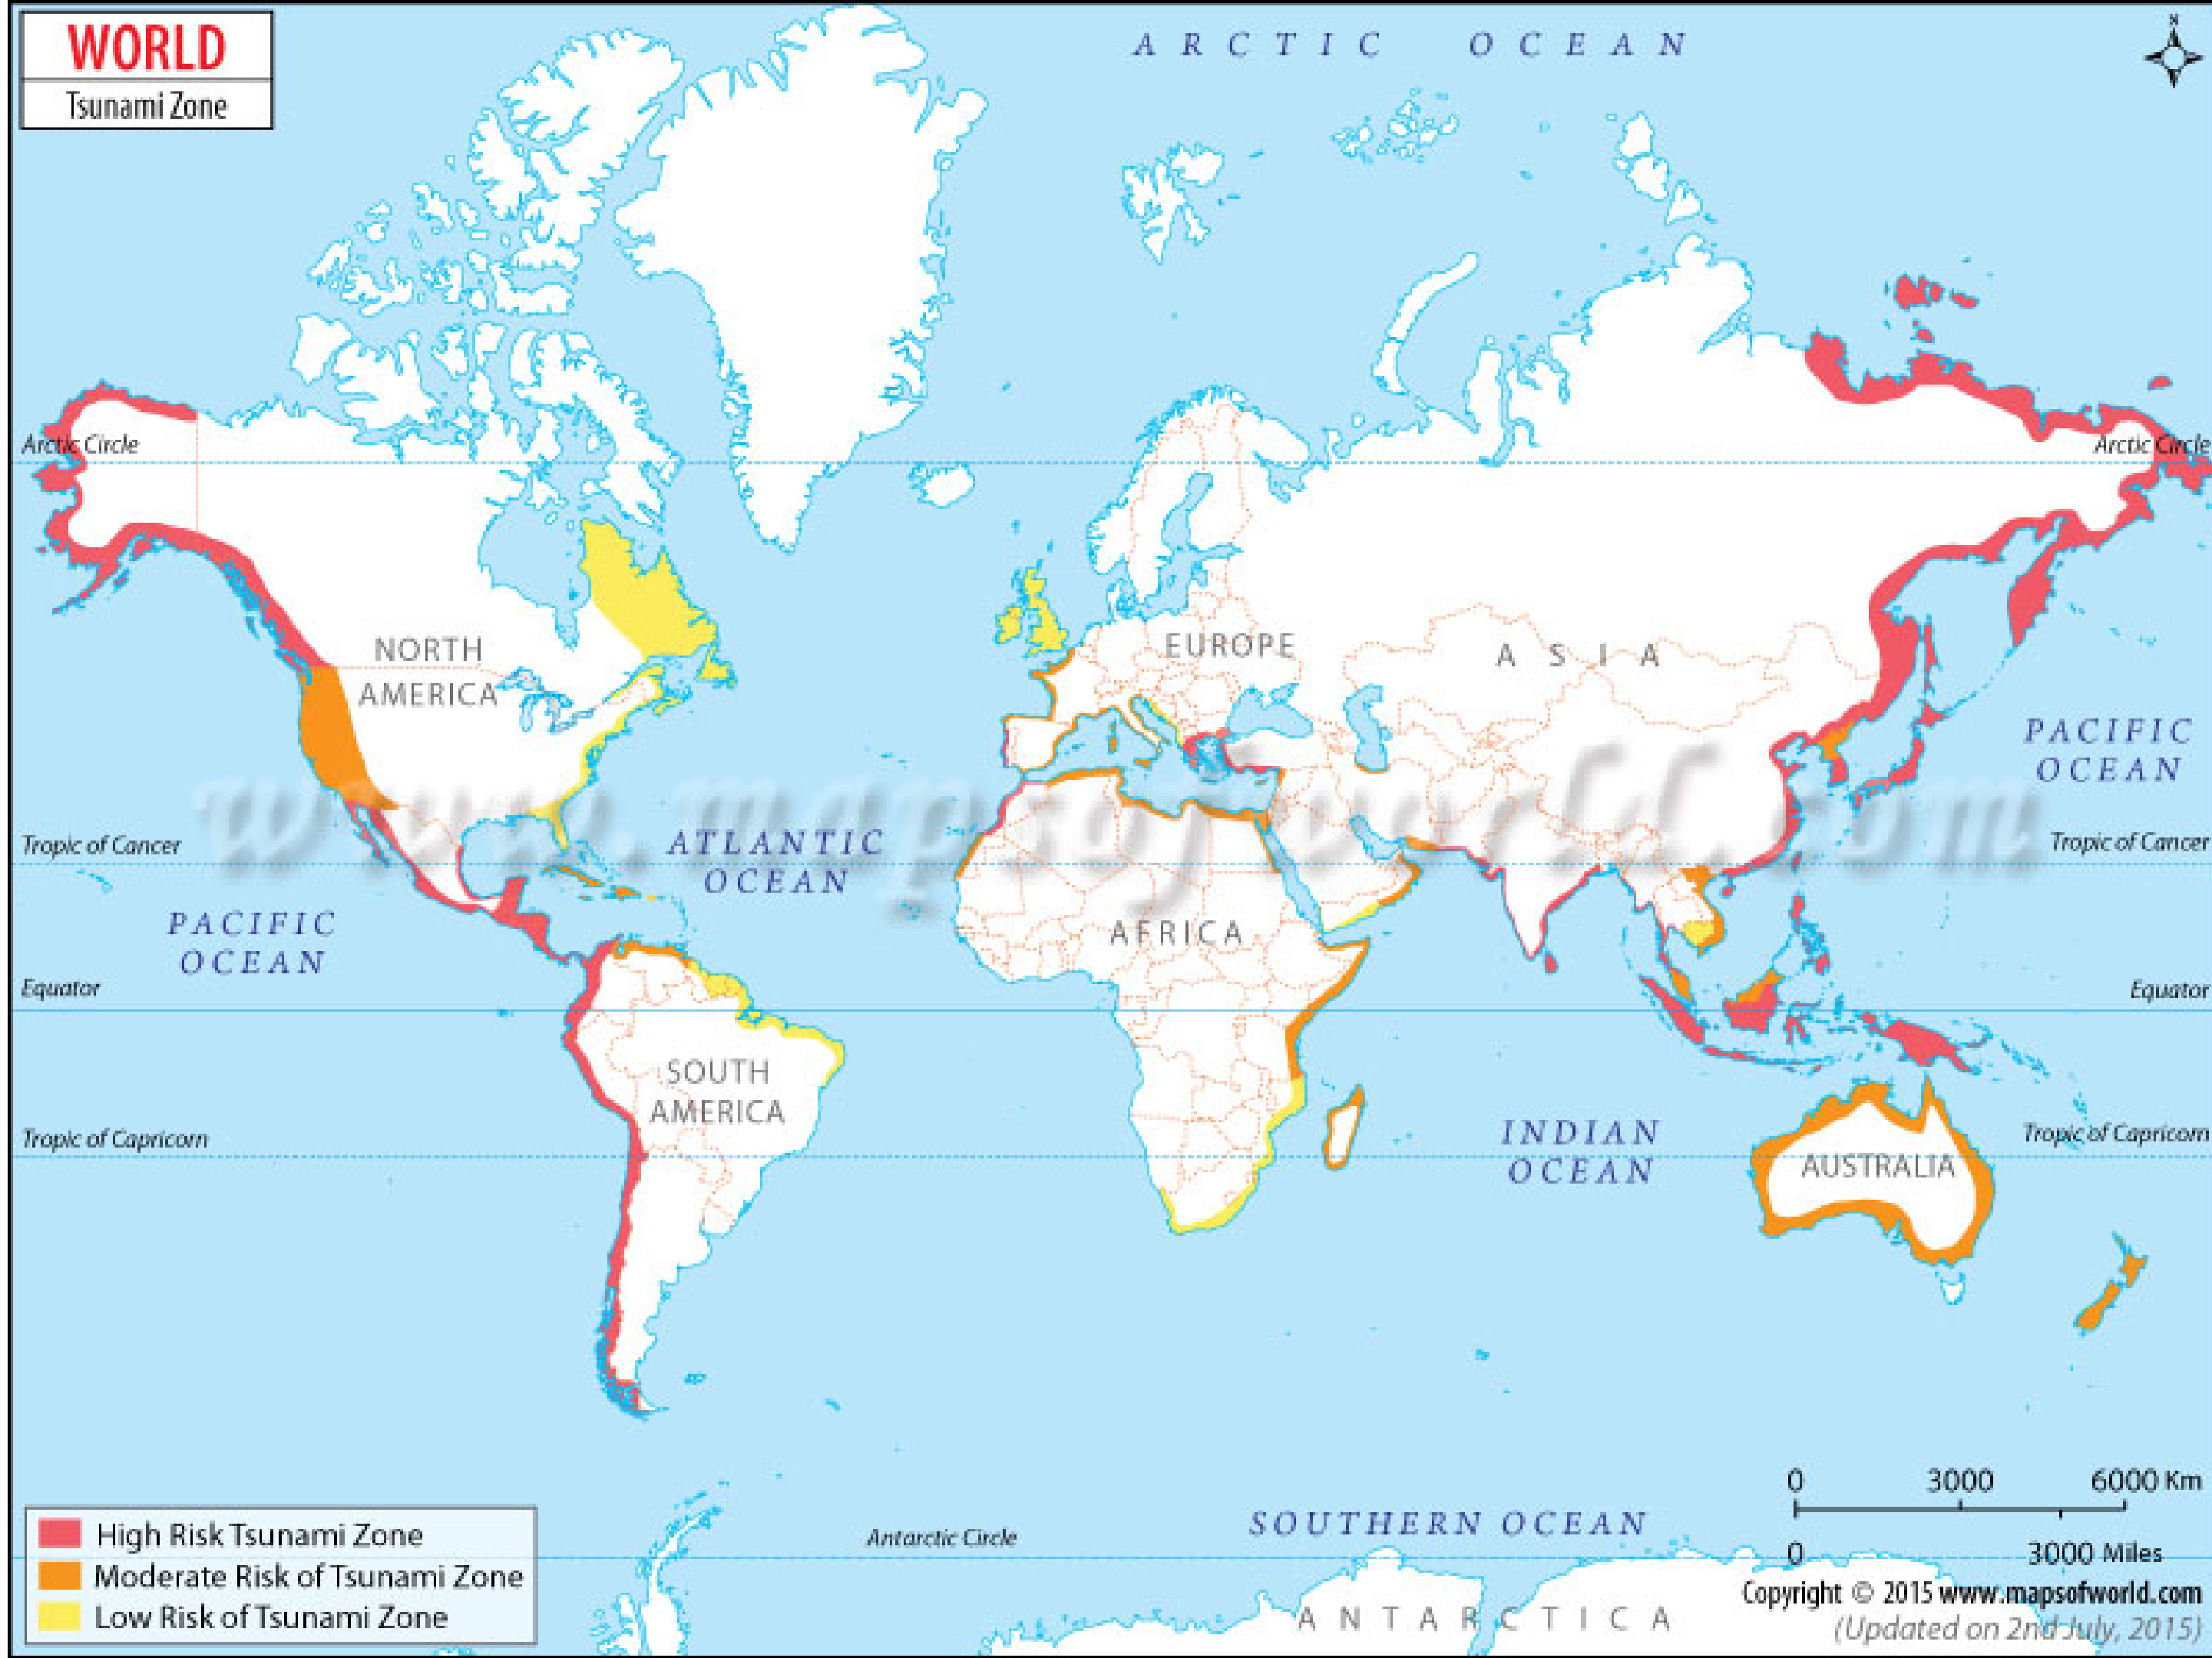 WORLD
Tsunami Zone
ARCTIC OCEAN
N
Arctic Circle
Arctic Circle
NORTH
AMERICA
EUROPE
ASIA
PACIFIC
OCEAN
www.mapsofworld.com
Tropic of Cancer
Tropic of Cancer
ATLANTIC
OCEAN
PACIFIC
OCEAN
AFRICA
Equator
Equator
SOUTH
AMERICA
Tropic of Capricorn
INDIAN
OCEAN
Tropic of Capricorn
AUSTRALIA
0 3000 6000 Km
0 3000 Miles
SOUTHERN OCEAN
Antarctic Circle
High Risk Tsunami Zone
Moderate Risk of Tsunami Zone
Low Risk of Tsunami Zone
ANTARCTICA
Copyright © 2015 www.mapsofworld.com
(Updated on 2nd July, 2015)